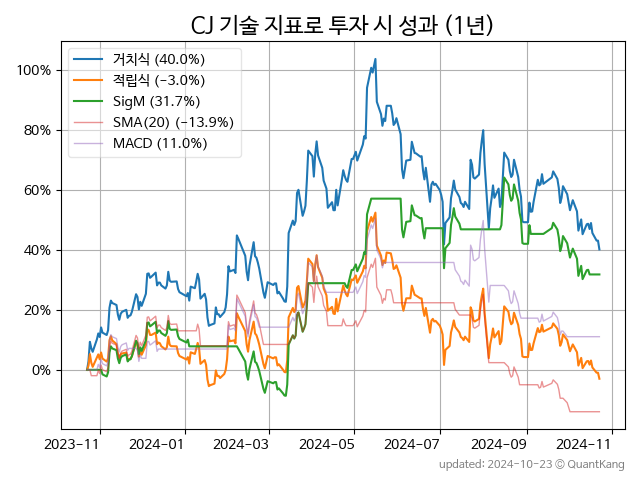 CJ 기술 지표로 투자 시 성과 (1년)
거치식 (40.0%)
적립식 (−3.0%)
SigM (31.7%)
SMA(20) (−13.9%)
MACD (11.0%)
100%
80%
60%
40%
20%
0%
2023-11 2024-01 2024-03 2024-05 2024-07 2024-09 2024-11
updated: 2024-10-23 © QuantKang